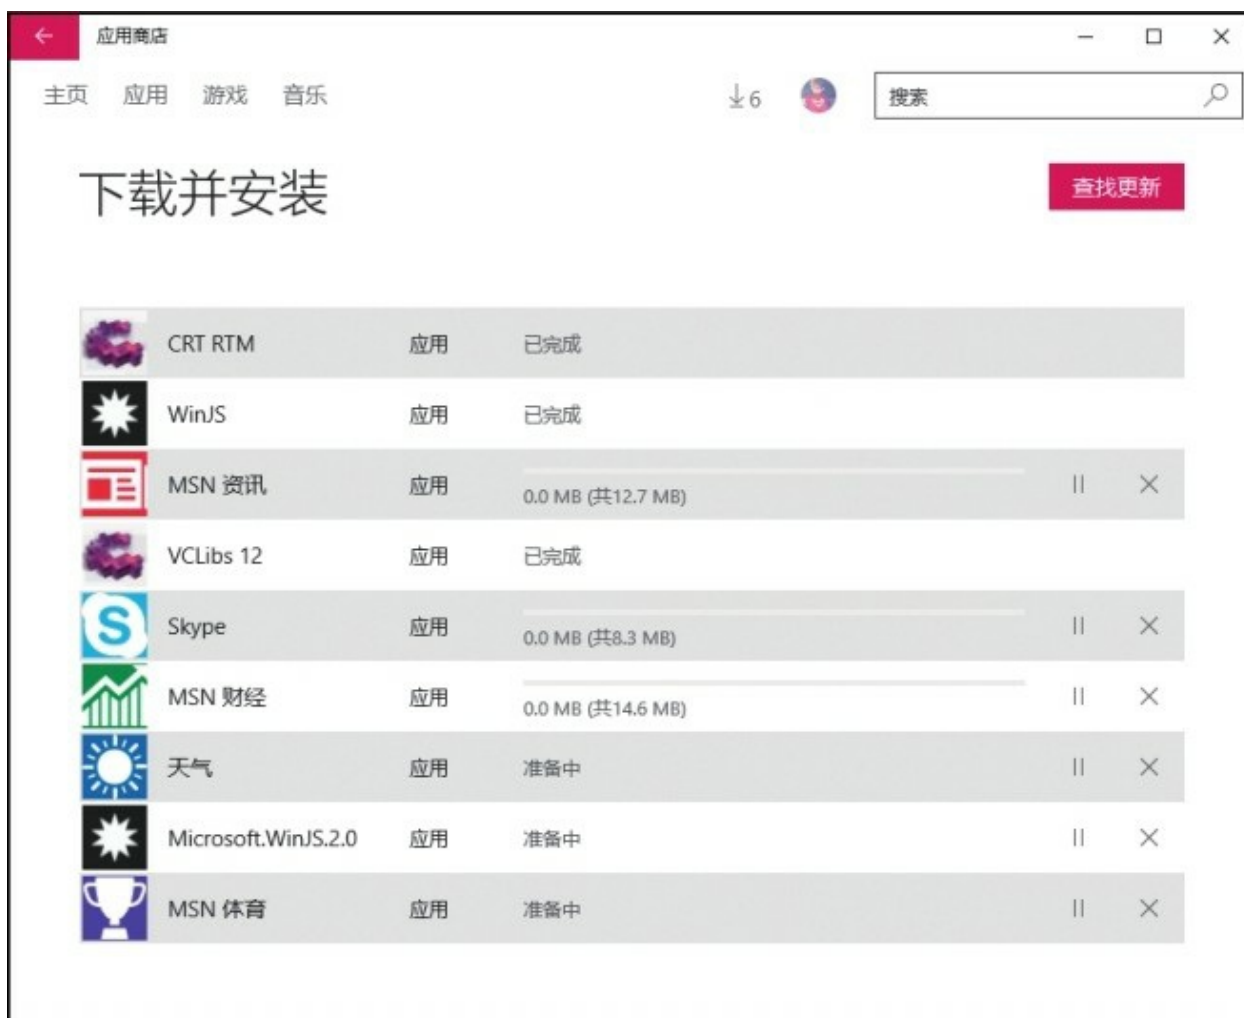 应用商店
主页 应用 游戏 音乐 6 搜索
下载并安装 查找更新
CRT RTM 应用 已完成
WinJS 应用 已完成
MSN 资讯 应用 0.0 MB (共12.7 MB)
VCLibs 12 应用 已完成
Skype 应用 0.0 MB (共8.3 MB)
MSN 财经 应用 0.0 MB (共14.6 MB)
天气 应用 准备中
Microsoft.WinJS.2.0 应用 准备中
MSN 体育 应用 准备中